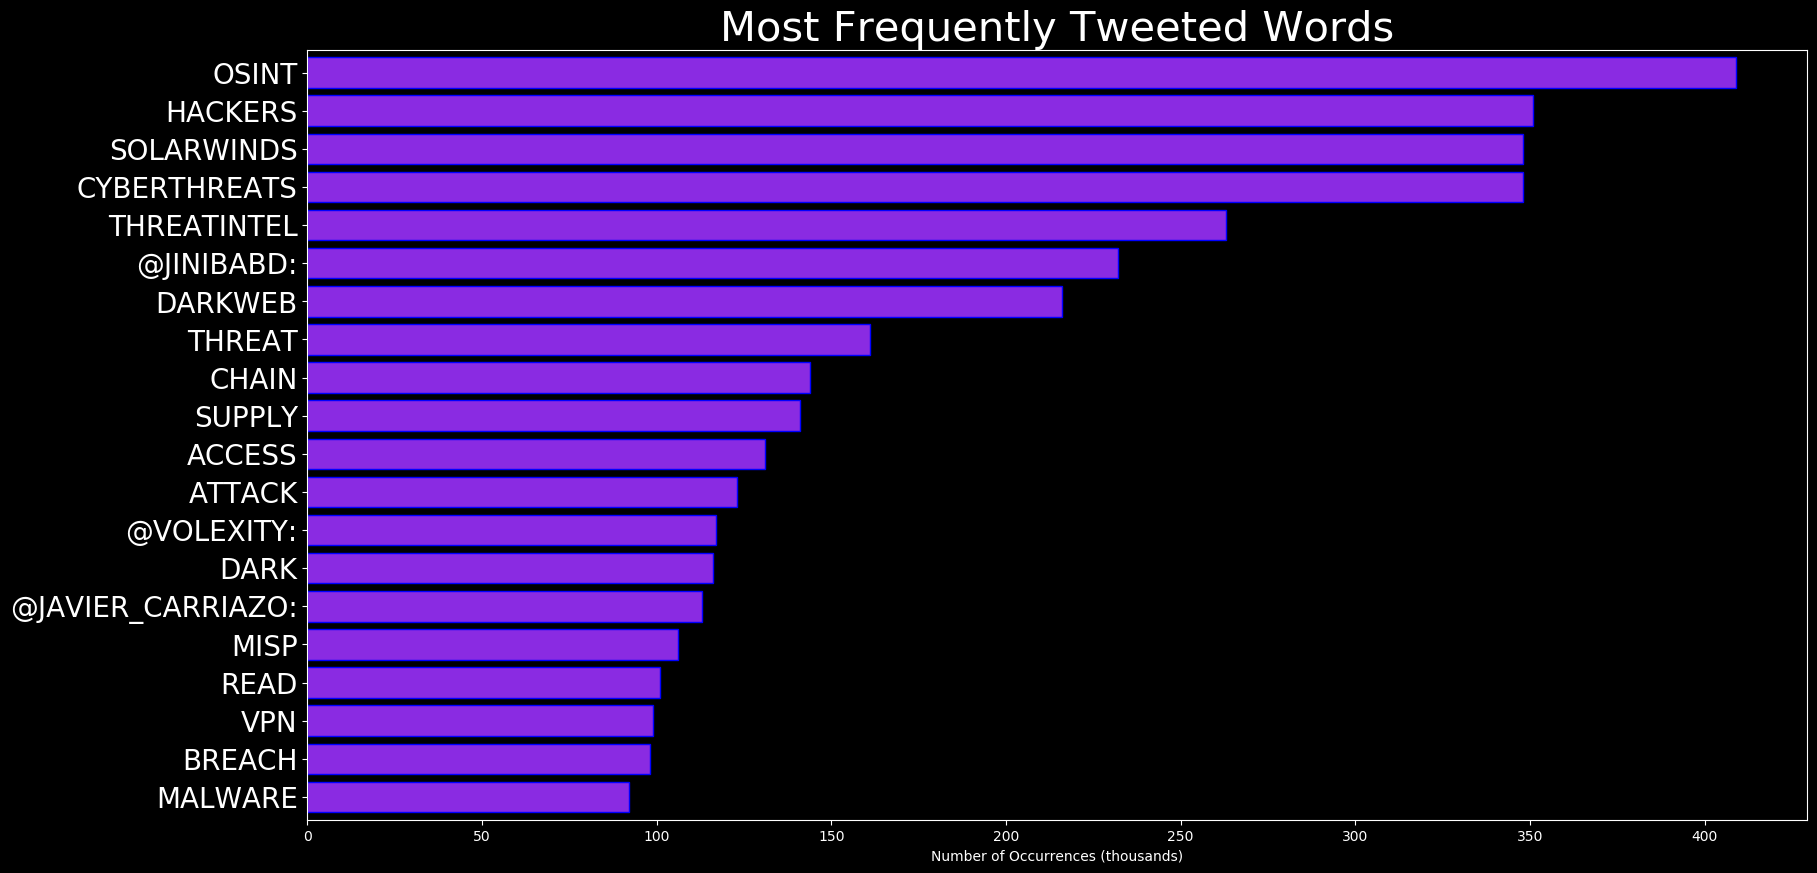 Most Frequently Tweeted Words
OSINT
HACKERS
SOLARWINDS
CYBERTHREATS
THREATINTEL
@JINIBABD:
DARKWEB
THREAT
CHAIN
SUPPLY
ACCESS
ATTACK
@VOLEXITY:
DARK
@JAVIER_CARRIAZO:
MISP
READ
VPN
BREACH
MALWARE
0 50 100 150 200 250 300 350 400
Number of Occurrences (thousands)